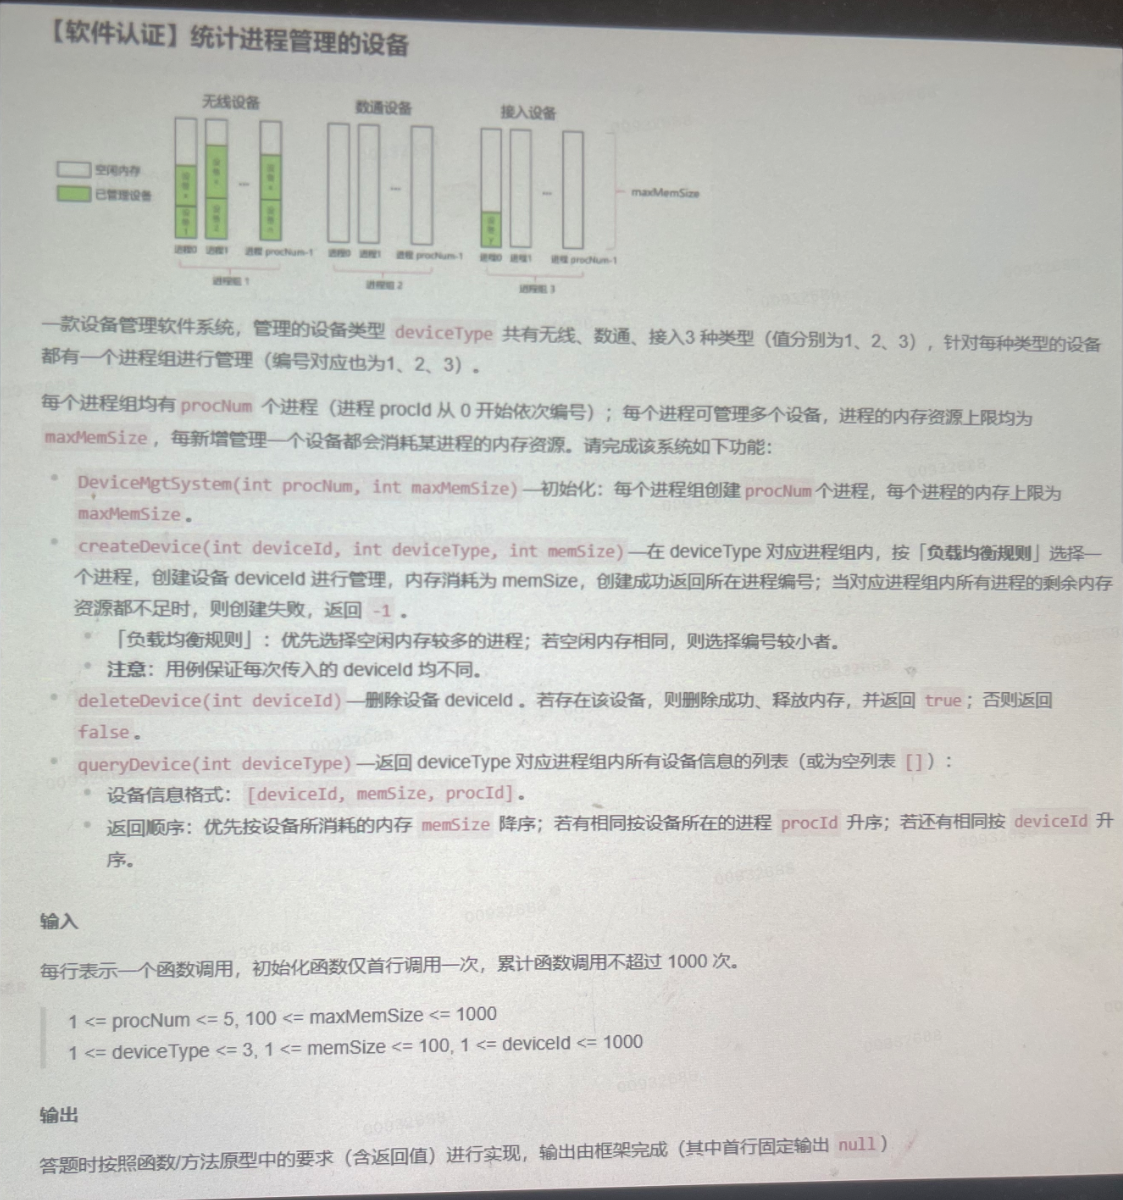 【软件认证】统计进程管理的设备
无线设备 数通设备 接入设备
空闲内存
已管理设备
maxMemSize
进程0 进程1 进程 procNum-1 进程0 进程1 进程 procNum-1 进程0 进程1 进程 procNum-1
进程组 1 进程组 2 进程组 3
一款设备管理软件系统，管理的设备类型 deviceType 共有无线、数通、接入3 种类型（值分别为1、2、3），针对每种类型的设备
都有一个进程组进行管理（编号对应也为1、2、3）。
每个进程组均有 procNum 个进程（进程 procId 从 0 开始依次编号）；每个进程可管理多个设备，进程的内存资源上限均为
maxMemSize ，每新增管理一个设备都会消耗某进程的内存资源。请完成该系统如下功能：
DeviceMgtSystem(int procNum, int maxMemSize)—初始化：每个进程组创建 procNum 个进程，每个进程的内存上限为
maxMemSize 。
createDevice(int deviceId, int deviceType, int memSize)—在 deviceType 对应进程组内，按「负载均衡规则」选择一
个进程，创建设备 deviceId 进行管理，内存消耗为 memSize，创建成功返回所在进程编号；当对应进程组内所有进程的剩余内存
资源都不足时，则创建失败，返回 -1 。
「负载均衡规则」：优先选择空闲内存较多的进程；若空闲内存相同，则选择编号较小者。
注意：用例保证每次传入的 deviceId 均不同。
deleteDevice(int deviceId)—删除设备 deviceId 。若存在该设备，则删除成功、释放内存，并返回 true ；否则返回
false 。
queryDevice(int deviceType)—返回 deviceType 对应进程组内所有设备信息的列表（或为空列表 []）：
设备信息格式： [deviceId, memSize, procId] 。
返回顺序：优先按设备所消耗的内存 memSize 降序；若有相同按设备所在的进程 procId 升序；若还有相同按 deviceId 升
序。
输入
每行表示一个函数调用，初始化函数仅首行调用一次，累计函数调用不超过 1000 次。
1 <= procNum <= 5, 100 <= maxMemSize <= 1000
1 <= deviceType <= 3, 1 <= memSize <= 100, 1 <= deviceId <= 1000
输出
答题时按照函数/方法原型中的要求（含返回值）进行实现，输出由框架完成（其中首行固定输出 null ）